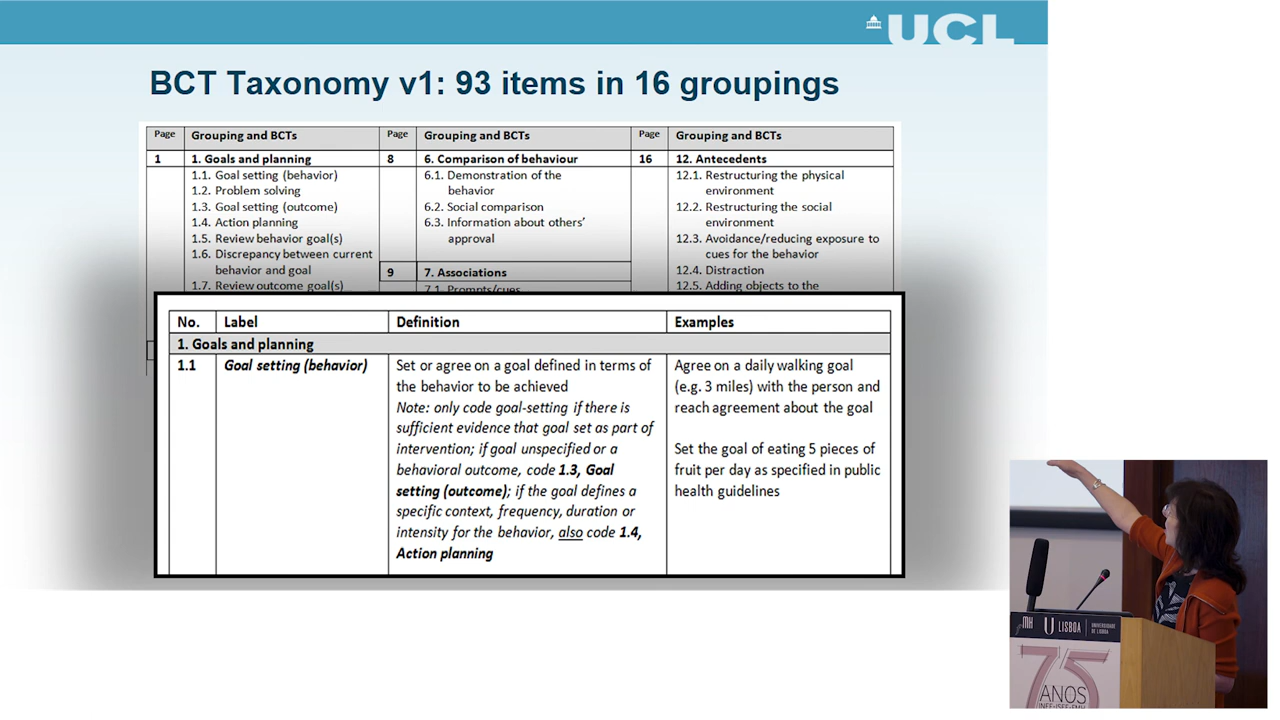 UCL
BCT Taxonomy v1: 93 items in 16 groupings
Page Grouping and BCTs Page Grouping and BCTs Page Grouping and BCTs
1 1. Goals and planning
1.1. Goal setting (behavior)
1.2. Problem solving
1.3. Goal setting (outcome)
1.4. Action planning
1.5. Review behavior goal(s)
1.6. Discrepancy between current
behavior and goal
1.7. Review outcome goal(s)
8 6. Comparison of behaviour
6.1. Demonstration of the
behavior
6.2. Social comparison
6.3. Information about others’
approval
9 7. Associations
7.1. Prompts/cues
16 12. Antecedents
12.1. Restructuring the physical
environment
12.2. Restructuring the social
environment
12.3. Avoidance/reducing exposure to
cues for the behavior
12.4. Distraction
12.5. Adding objects to the
No. Label Definition Examples
1. Goals and planning
1.1 Goal setting (behavior)
Set or agree on a goal defined in terms of
the behavior to be achieved
Note: only code goal-setting if there is
sufficient evidence that goal set as part of
intervention; if goal unspecified or a
behavioral outcome, code 1.3, Goal
setting (outcome); if the goal defines a
specific context, frequency, duration or
intensity for the behavior, also code 1.4,
Action planning
Agree on a daily walking goal
(e.g. 3 miles) with the person and
reach agreement about the goal
Set the goal of eating 5 pieces of
fruit per day as specified in public
health guidelines
MH U LISBOA UNIVERSIDADE
DE LISBOA
75
ANOS